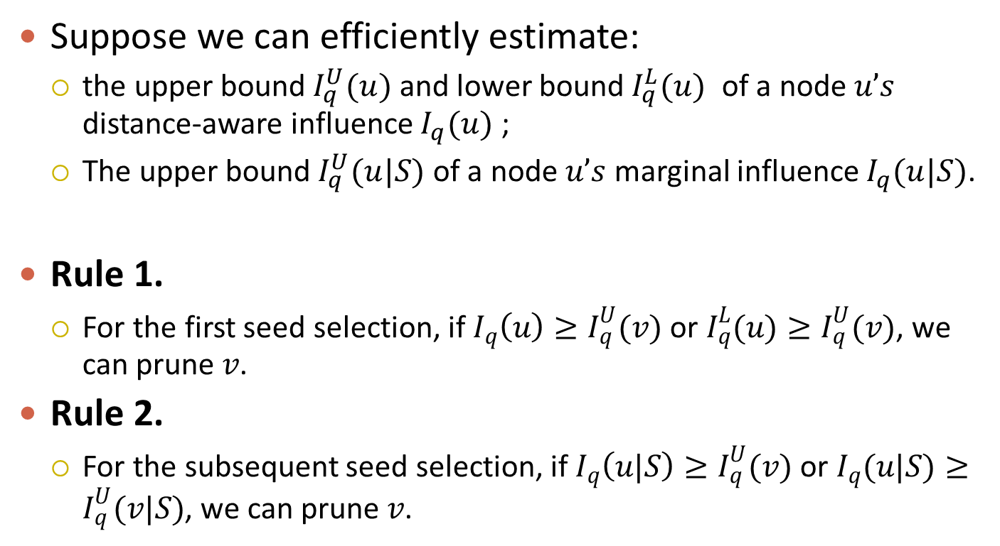 • Suppose we can efficiently estimate:
○ the upper bound $I_q^U(u)$ and lower bound $I_q^L(u)$ of a node $u's$
distance-aware influence $I_q(u)$ ;
○ The upper bound $I_q^U(u|S)$ of a node $u's$ marginal influence $I_q(u|S)$.
• Rule 1.
○ For the first seed selection, if $I_q(u) \geq I_q^U(v)$ or $I_q^L(u) \geq I_q^U(v)$, we
can prune $v$.
• Rule 2.
○ For the subsequent seed selection, if $I_q(u|S) \geq I_q^U(v)$ or $I_q(u|S) \geq$
$I_q^U(v|S)$, we can prune $v$.